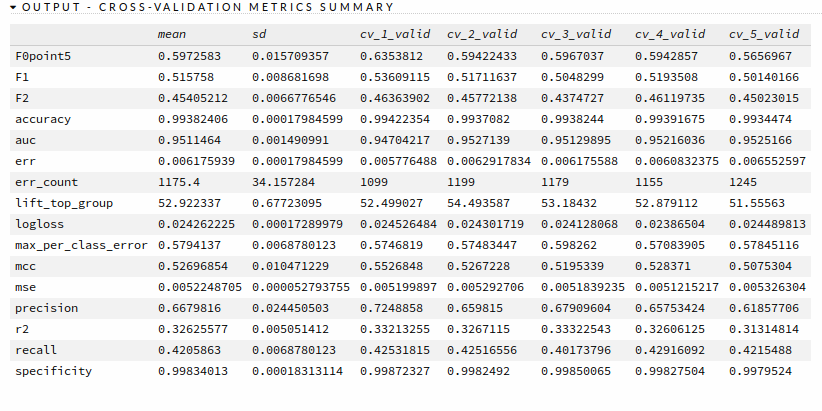 OUTPUT - CROSS-VALIDATION METRICS SUMMARY
mean sd cv_1_valid cv_2_valid cv_3_valid cv_4_valid cv_5_valid
F0point5 0.5972583 0.015709357 0.6353812 0.59422433 0.5967037 0.5942857 0.5656967
F1 0.515758 0.008681698 0.53609115 0.51711637 0.5048299 0.5193508 0.50140166
F2 0.45405212 0.0066776546 0.46363902 0.45772138 0.4374727 0.46119735 0.45023015
accuracy 0.99382406 0.00017984599 0.99422354 0.9937082 0.9938244 0.99391675 0.9934474
auc 0.9511464 0.001490991 0.94704217 0.9527139 0.95129895 0.95216036 0.9525166
err 0.006175939 0.00017984599 0.005776488 0.0062917834 0.006175588 0.0060832375 0.006552597
err_count 1175.4 34.157284 1099 1199 1179 1155 1245
lift_top_group 52.922337 0.67723095 52.499027 54.493587 53.18432 52.879112 51.55563
logloss 0.024262225 0.00017289979 0.024526484 0.024301719 0.024128068 0.02386504 0.024489813
max_per_class_error 0.5794137 0.0068780123 0.5746819 0.57483447 0.598262 0.57083905 0.57845116
mcc 0.52696854 0.010471229 0.5526848 0.5267228 0.5195339 0.528371 0.5075304
mse 0.0052248705 0.000052793755 0.005199897 0.005292706 0.0051839235 0.0051215217 0.005326304
precision 0.6679816 0.024450503 0.7248858 0.659815 0.67909604 0.65753424 0.61857706
r2 0.32625577 0.005051412 0.33213255 0.3267115 0.33322543 0.32606125 0.31314814
recall 0.4205863 0.0068780123 0.42531815 0.42516556 0.40173796 0.42916092 0.4215488
specificity 0.99834013 0.00018313114 0.99872327 0.9982492 0.99850065 0.99827504 0.9979524